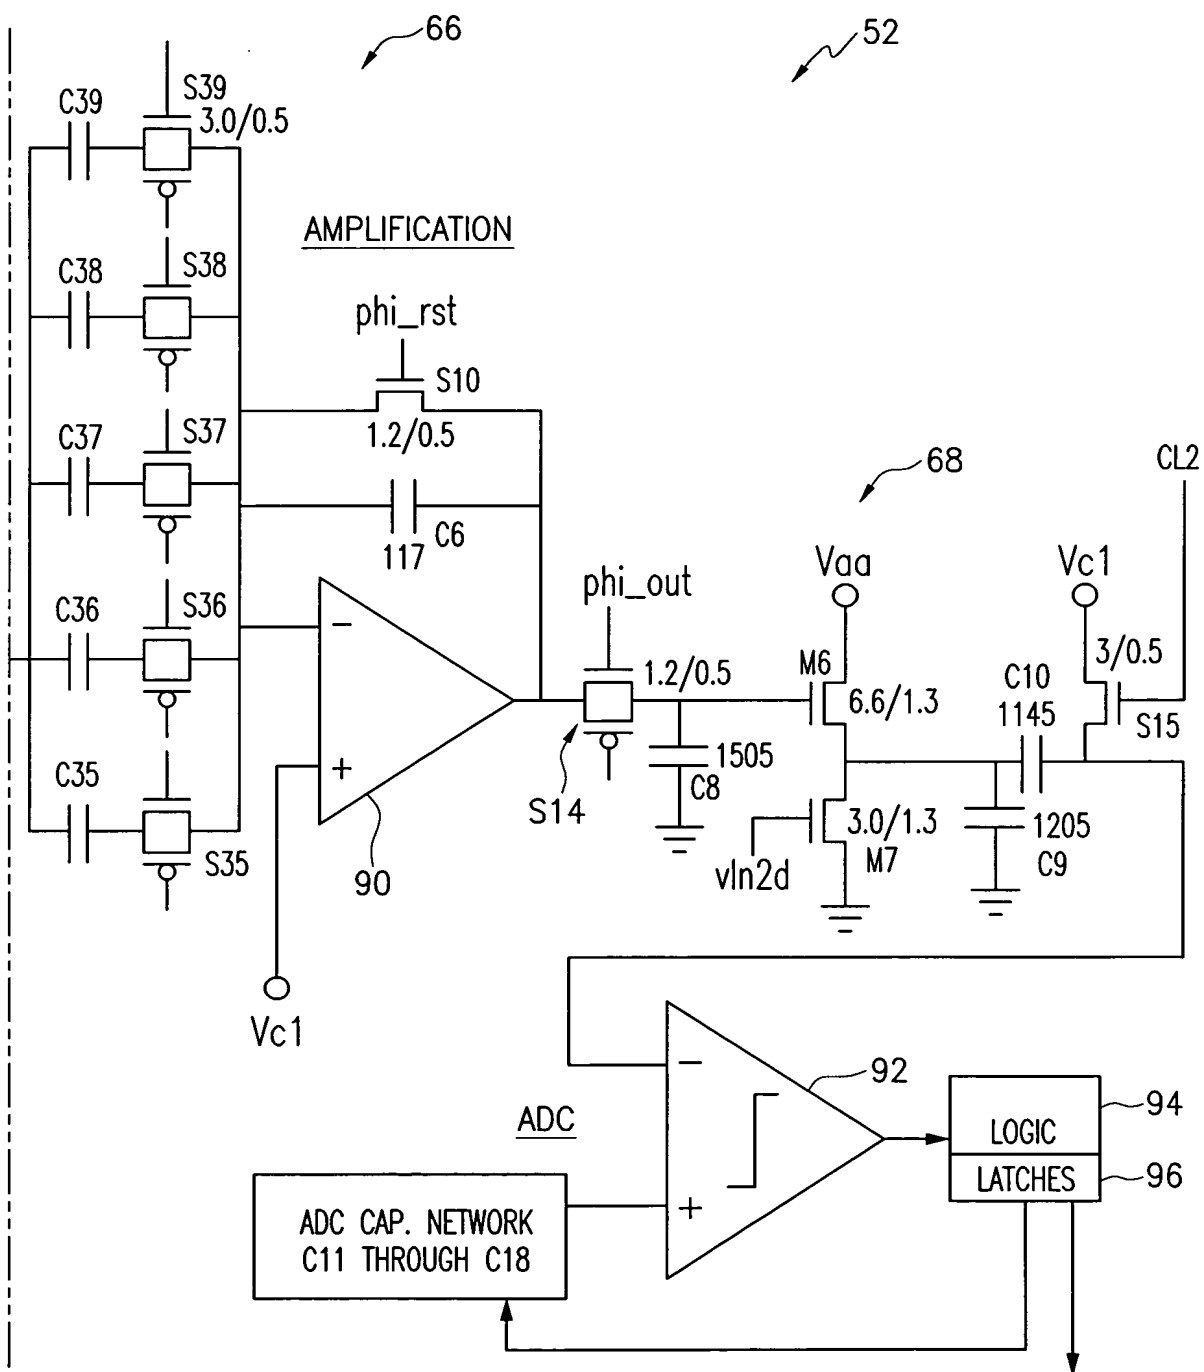 66
52
C39
S39
3.0/0.5
AMPLIFICATION
C38
S38
phi_rst
S10
1.2/0.5
C37
S37
C6
117
68
CL2
Vaa
Vc1
C36
S36
phi_out
1.2/0.5
M6
6.6/1.3
C10
1145
3/0.5
S15
C35
S35
−
+
90
S14
1505
C8
3.0/1.3
M7
vln2d
1205
C9
Vc1
92
−
+
ADC
94
LOGIC
LATCHES
96
ADC CAP. NETWORK
C11 THROUGH C18